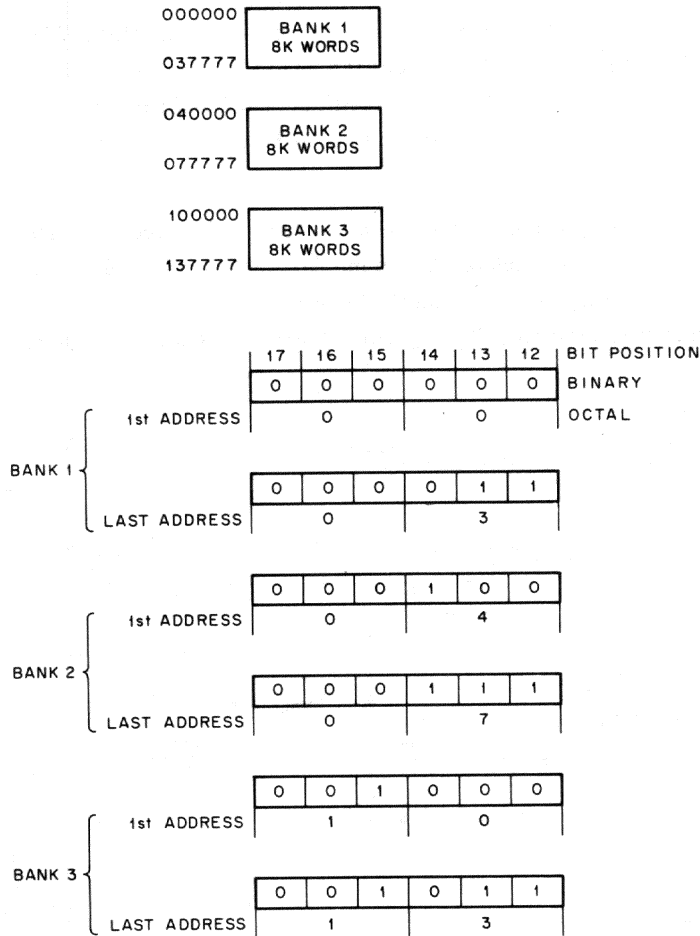 000000
BANK 1
8K WORDS
037777
040000
BANK 2
8K WORDS
077777
100000
BANK 3
8K WORDS
137777
17 16 15 14 13 12 BIT POSITION
0 0 0 0 0 0 BINARY
1st ADDRESS 0 0 OCTAL
BANK 1
0 0 0 0 1 1
LAST ADDRESS 0 3
0 0 0 1 0 0
1st ADDRESS 0 4
BANK 2
0 0 0 1 1 1
LAST ADDRESS 0 7
0 0 1 0 0 0
1st ADDRESS 1 0
BANK 3
0 0 1 0 1 1
LAST ADDRESS 1 3